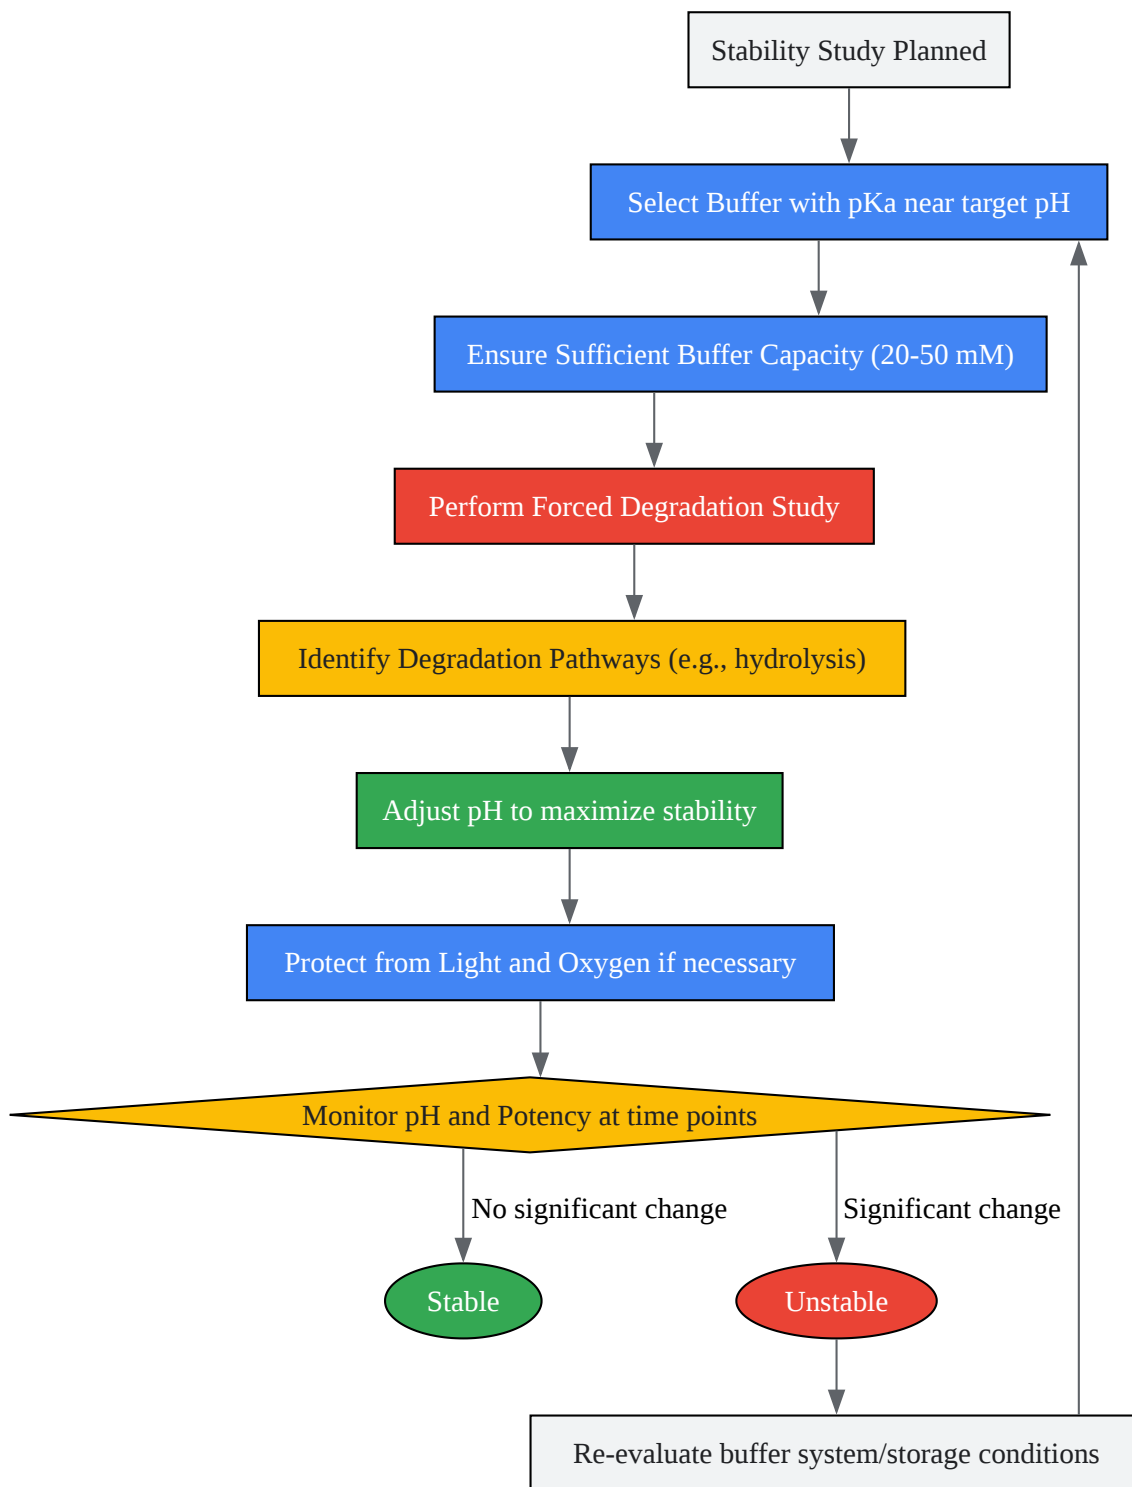 Stability Study Planned
Select Buffer with pKa near target pH
Ensure Sufficient Buffer Capacity (20-50 mM)
Perform Forced Degradation Study
Identify Degradation Pathways (e.g., hydrolysis)
Adjust pH to maximize stability
Protect from Light and Oxygen if necessary
Monitor pH and Potency at time points
No significant change
Significant change
Stable
Unstable
Re-evaluate buffer system/storage conditions